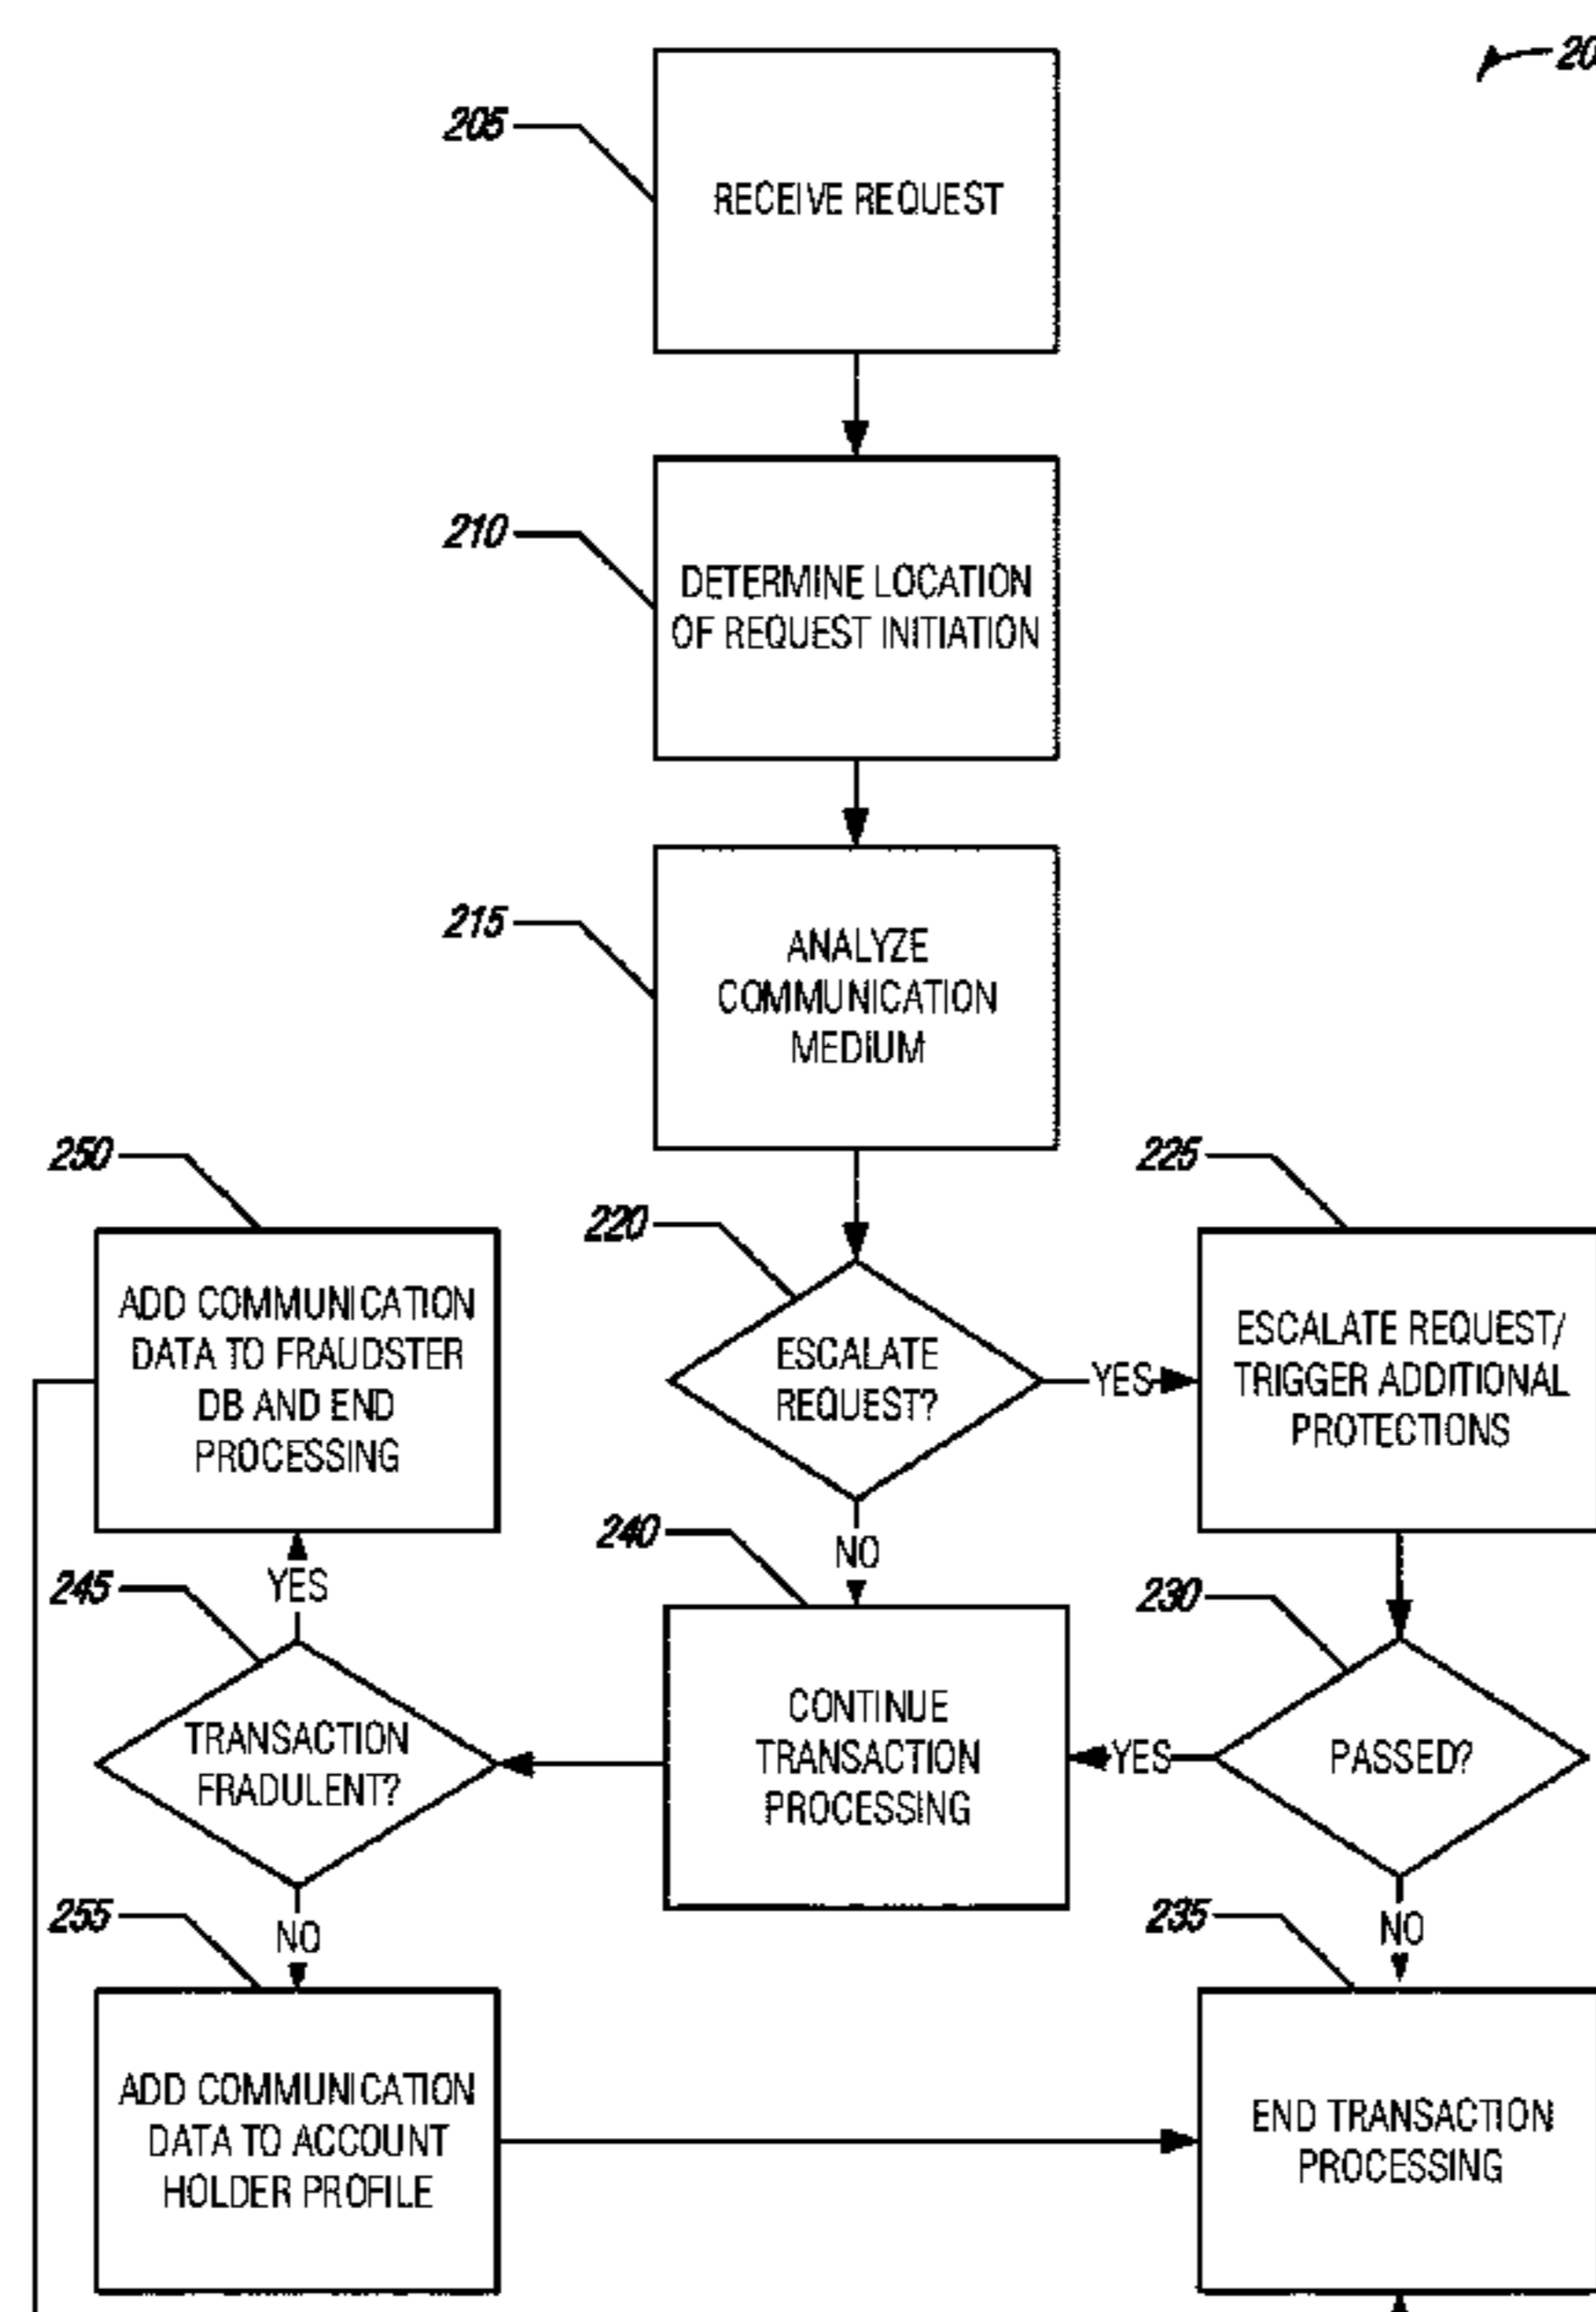 20
205
RECEIVE REQUEST
210
DETERMINE LOCATION
OF REQUEST INITIATION
215
ANALYZE
COMMUNICATION
MEDIUM
250
225
220
ADD COMMUNICATION
DATA TO FRAUDSTER
DB AND END
PROCESSING
ESCALATE
REQUEST?
YES
ESCALATE REQUEST/
TRIGGER ADDITIONAL
PROTECTIONS
240
NO
245
YES
230
TRANSACTION
FRADULENT?
CONTINUE
TRANSACTION
PROCESSING
YES
PASSED?
255
NO
235
NO
ADD COMMUNICATION
DATA TO ACCOUNT
HOLDER PROFILE
END TRANSACTION
PROCESSING